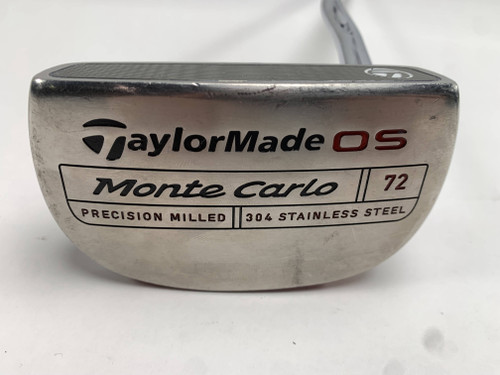 TaylorMade OS
Monte Carlo 72
PRECISION MILLED 304 STAINLESS STEEL